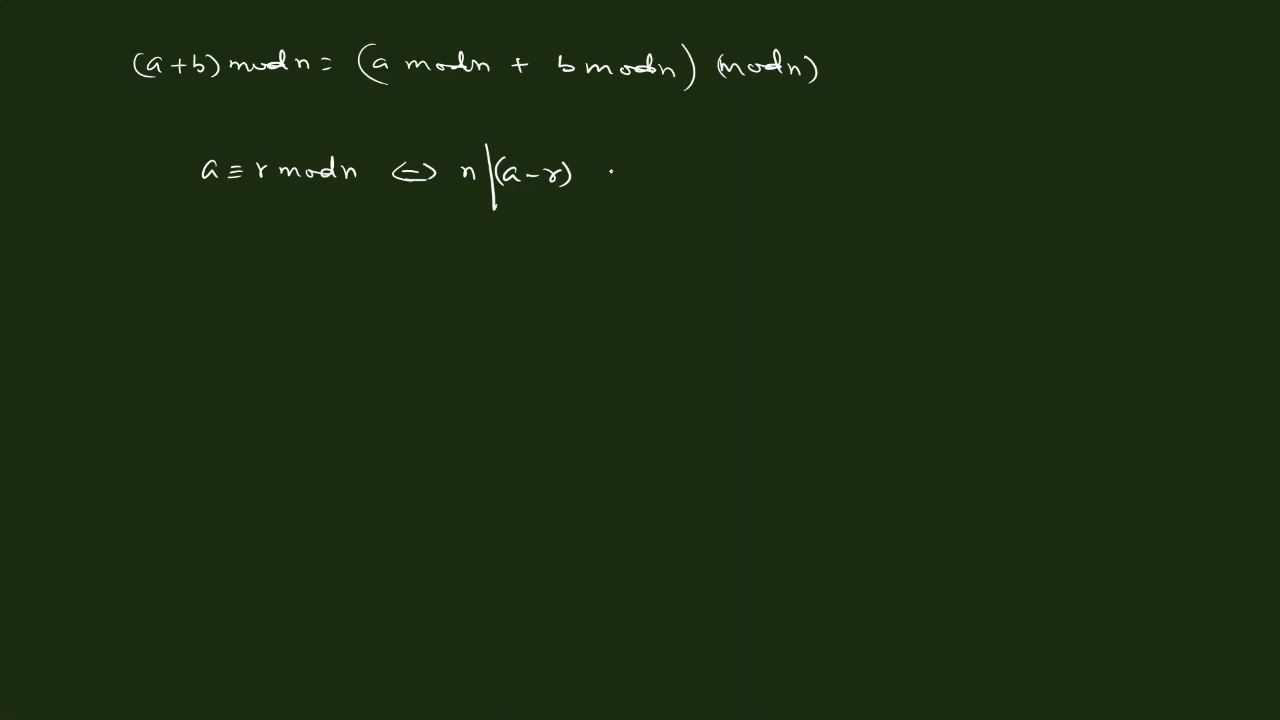 (a+b) mod n = (a mod n + b mod n) (mod n)
a ≡ r mod n ⇔ n | (a - r)